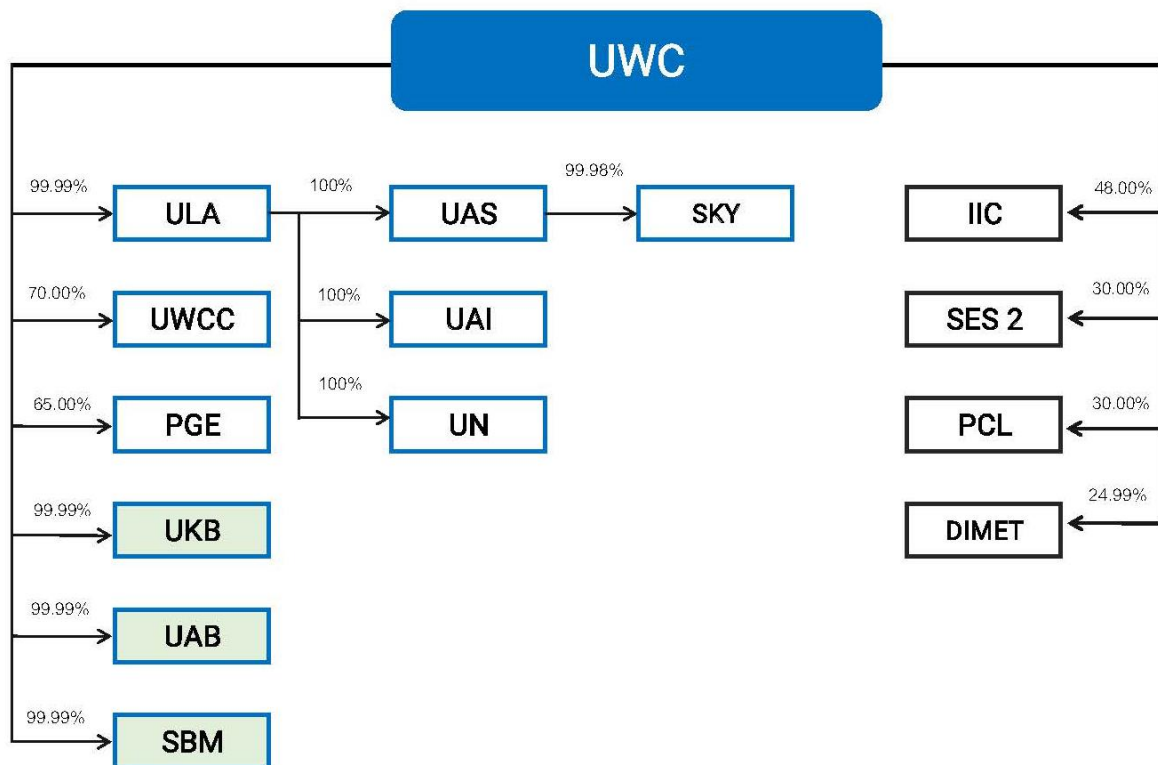 UWC
99.99%
ULA
100%
UAS
99.98%
SKY
IIC
48.00%
70.00%
UWCC
100%
UAI
SES 2
30.00%
65.00%
PGE
100%
UN
PCL
30.00%
99.99%
UKB
DIMET
24.99%
99.99%
UAB
99.99%
SBM